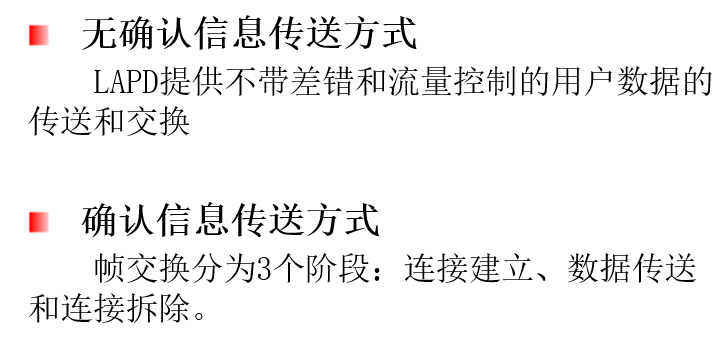 无确认信息传送方式
LAPD提供不带差错和流量控制的用户数据的
传送和交换
确认信息传送方式
帧交换分为3个阶段：连接建立、数据传送
和连接拆除。